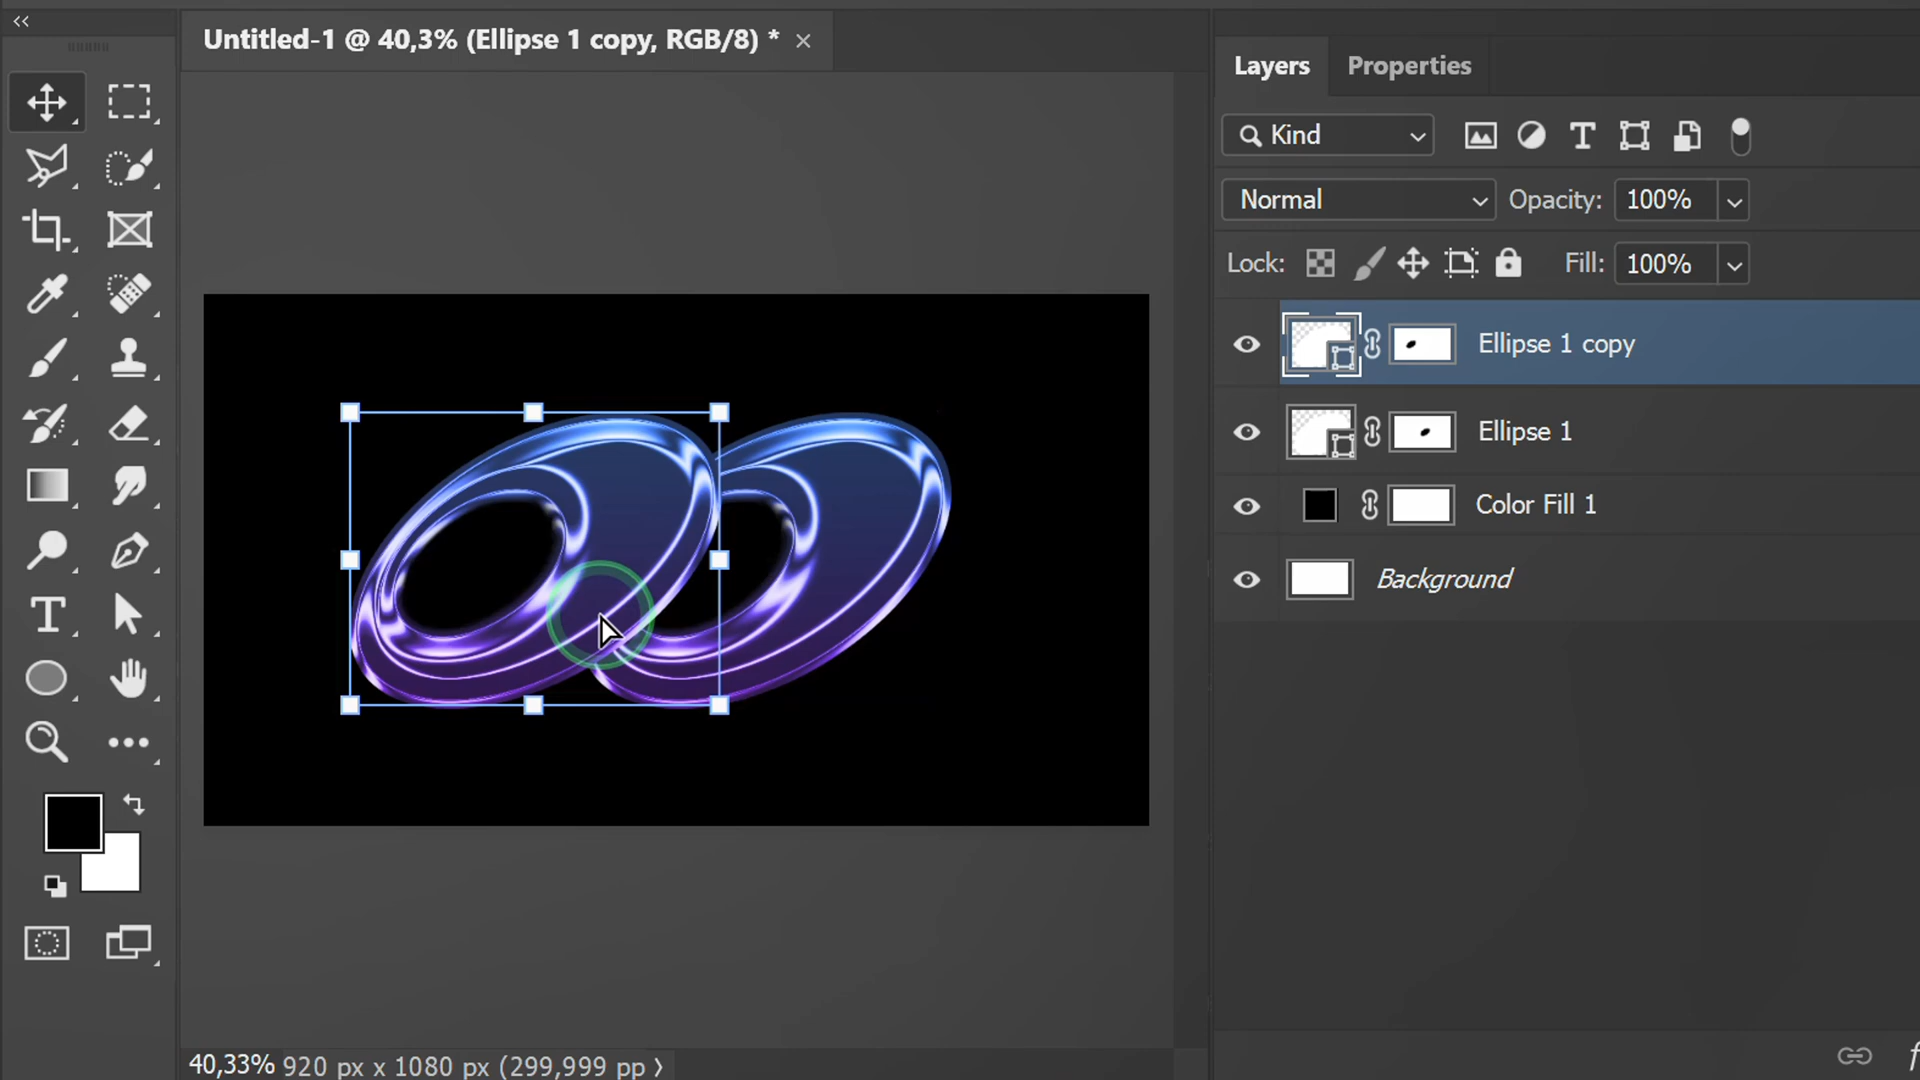 Untitled-1 @ 40,3% (Ellipse 1 copy, RGB/8) *
Layers
Properties
Kind
Normal
Opacity:
100%
Lock:
Fill:
100%
Ellipse 1 copy
Ellipse 1
Color Fill 1
Background
40,33%
920 px x 1080 px (299,999 pp